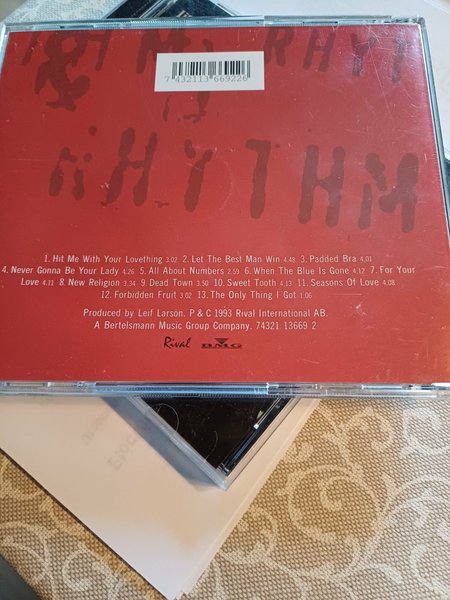 HOT MS RHYT
7 432113 669226
RHYTHM
1. Hit Me With Your Lovething 3.02 2. Let The Best Man Win 4.48 3. Padded Bra 4.01
4. Never Gonna Be Your Lady 4.26 5. All About Numbers 2.59 6. When The Blue Is Gone 4.12 7. For Your
Love 4.11 8. New Religion 3.34 9. Dead Town 3.50 10. Sweet Tooth 4.13 11. Seasons Of Love 4.08
12. Forbidden Fruit 3.02 13. The Only Thing I Got 1.06
Produced by Leif Larson. P & C 1993 Rival International AB.
A Bertelsmann Music Group Company. 74321 13669 2
Rival BMG